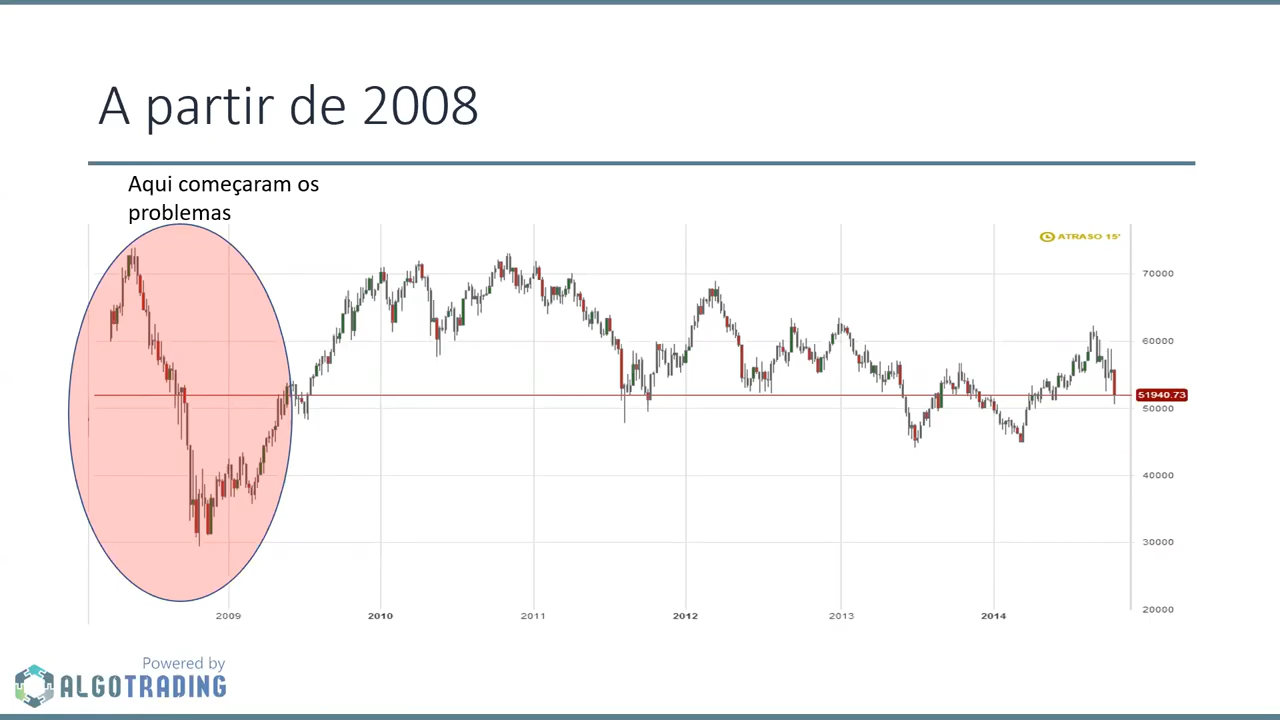 A partir de 2008
Aqui começaram os
problemas
ATRASO 15'
70000
60000
51940.73
50000
40000
30000
20000
2009
2010
2011
2012
2013
2014
Powered by
ALGOTRADING